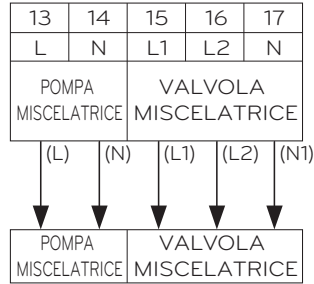 13 14 15 16 17
L N L1 L2 N
POMPA VALVOLA
MISCELATRICE MISCELATRICE
(L) (N) (L1) (L2) (N1)
POMPA VALVOLA
MISCELATRICE MISCELATRICE